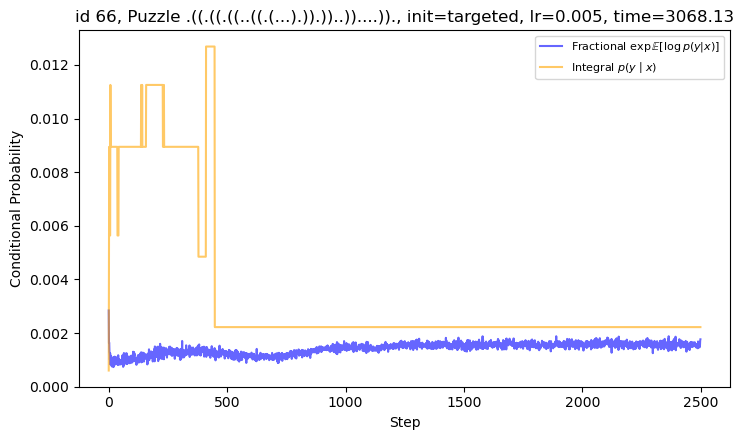 id 66, Puzzle .((.((.((..((.(...).)).))..))....))., init=targeted, lr=0.005, time=3068.13
Fractional exp𝔼[log p(y|x)]
Integral p(y | x)
Conditional Probability
0.012
0.010
0.008
0.006
0.004
0.002
0.000
0 500 1000 1500 2000 2500
Step